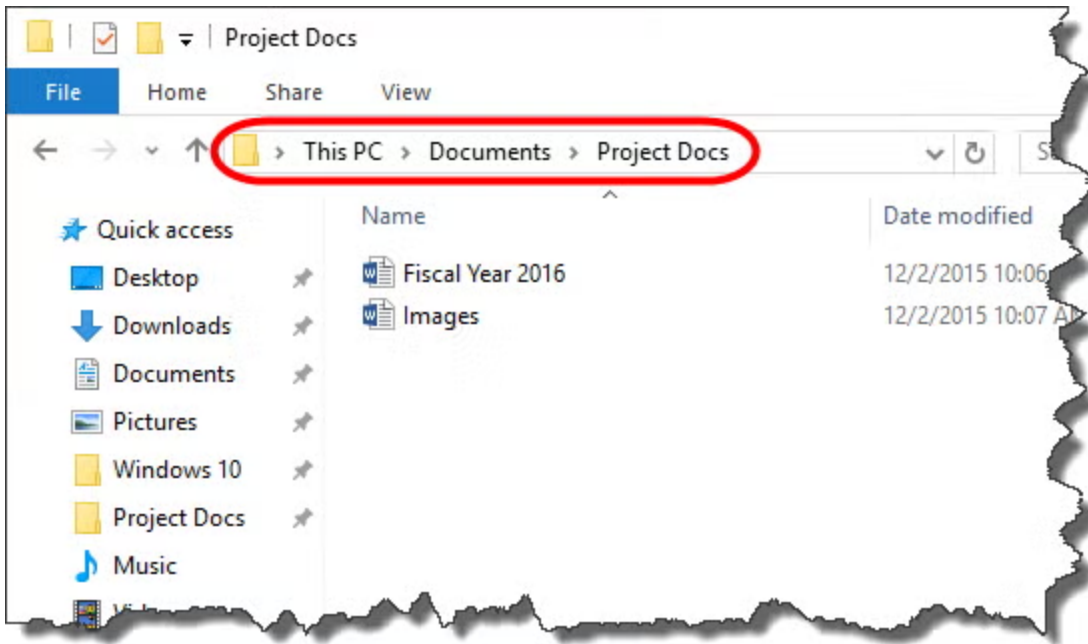 Project Docs
File Home Share View
This PC > Documents > Project Docs
Name Date modified
Quick access
Desktop
Downloads
Documents
Pictures
Windows 10
Project Docs
Music
Fiscal Year 2016 12/2/2015 10:06
Images 12/2/2015 10:07 AM